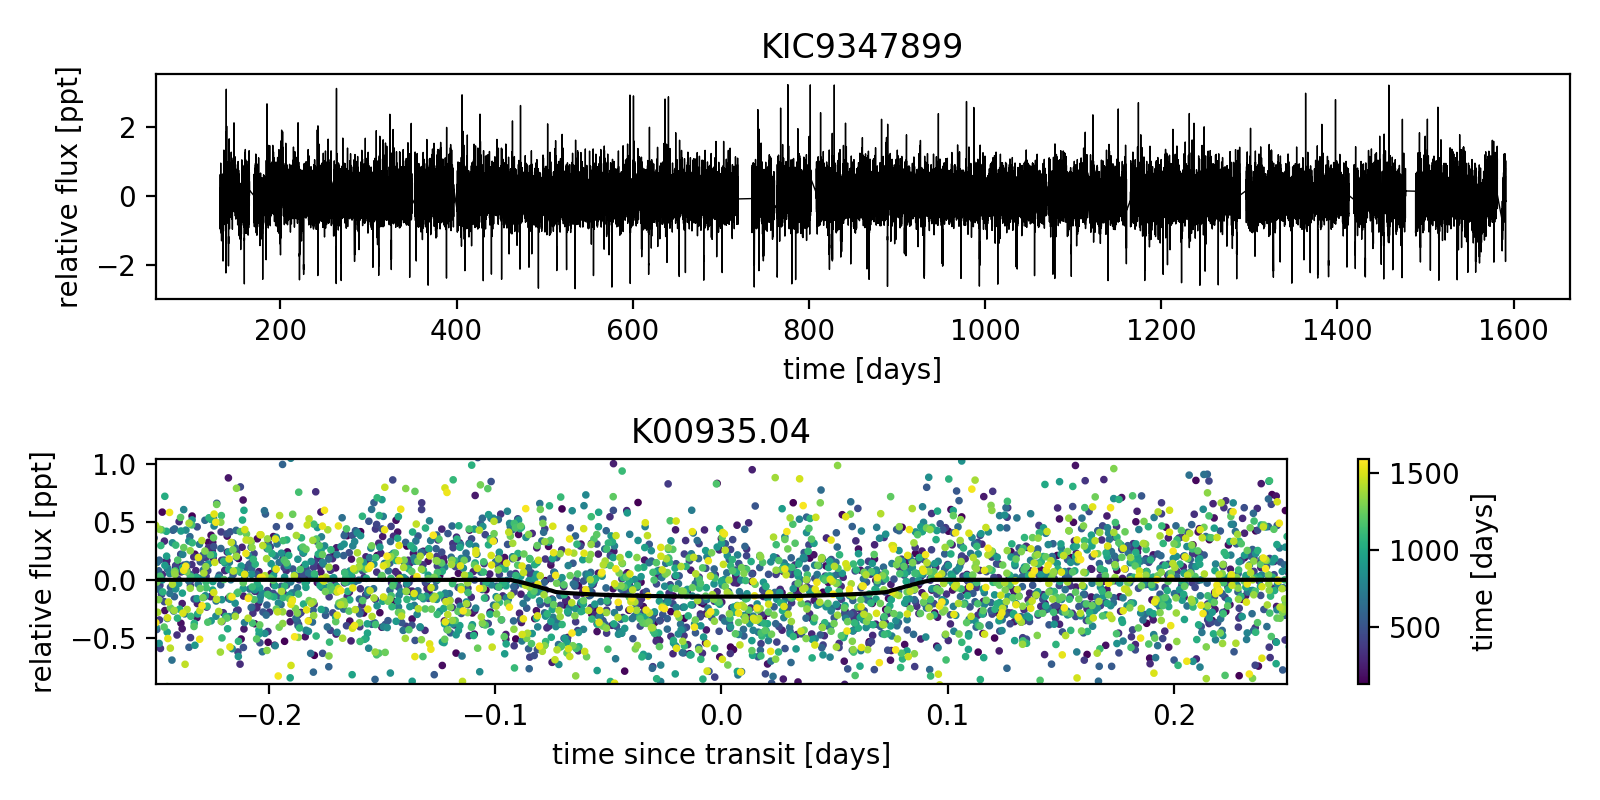 KIC9347899
relative flux [ppt]
2
0
−2
200 400 600 800 1000 1200 1400 1600
time [days]
K00935.04
relative flux [ppt]
1.0
0.5
0.0
−0.5
−0.2 −0.1 0.0 0.1 0.2
time since transit [days]
1500
1000
500
time [days]